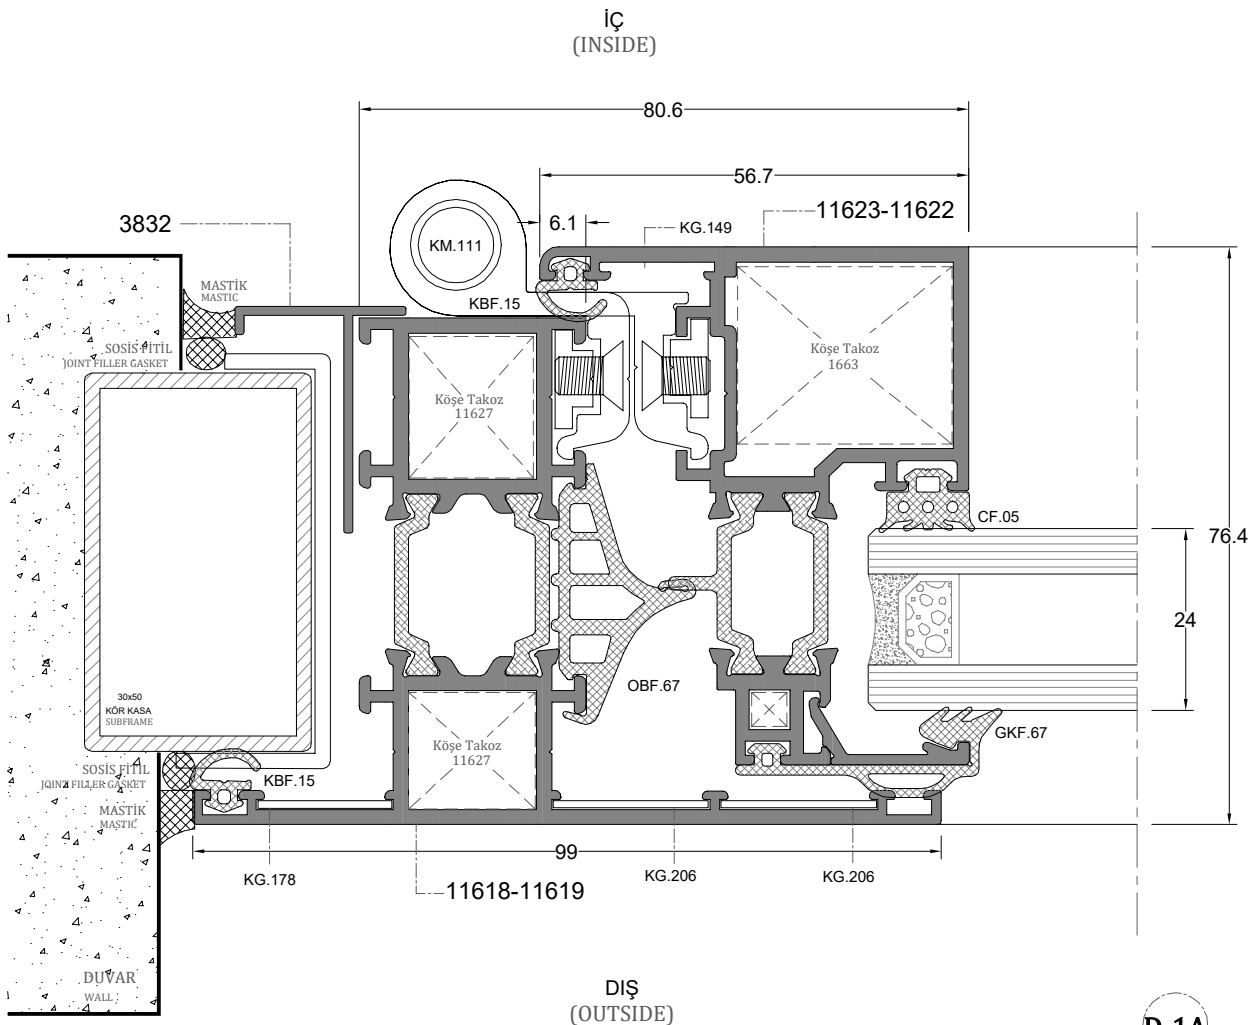 İÇ
(INSIDE)
80.6
56.7
6.1
11623-11622
3832
KG.149
KM.111
MASTİK
MASTIC
KBF.15
SOSİS FİTİL
JOINT FILLER GASKET
Köşe Takoz
1663
Köşe Takoz
11627
CF.05
76.4
24
OBF.67
30x50
KÖR KASA
SUBFRAME
GKF.67
Köşe Takoz
11627
SOSİS FİTİL
JOINT FILLER GASKET
KBF.15
MASTİK
MASTIC
99
KG.178
11618-11619
KG.206
KG.206
DUVAR
WALL
DIŞ
(OUTSIDE)
D-1A